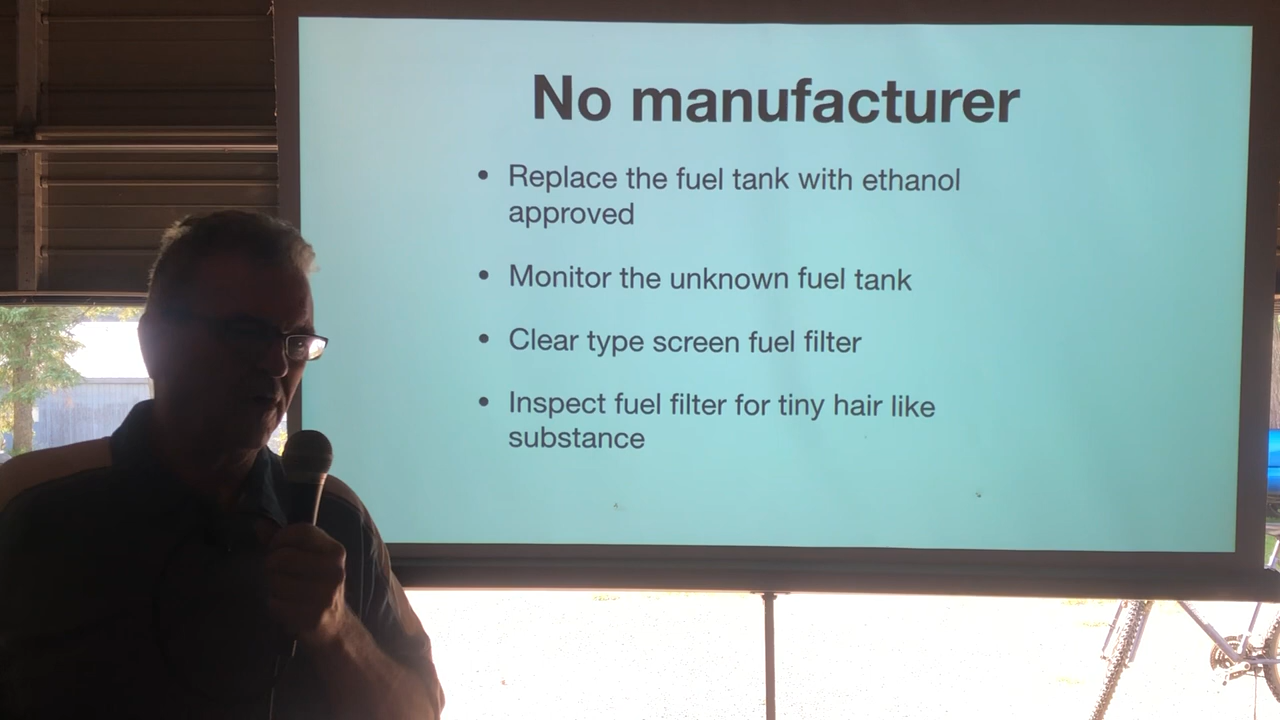 No manufacturer
• Replace the fuel tank with ethanol
approved
• Monitor the unknown fuel tank
• Clear type screen fuel filter
• Inspect fuel filter for tiny hair like
substance